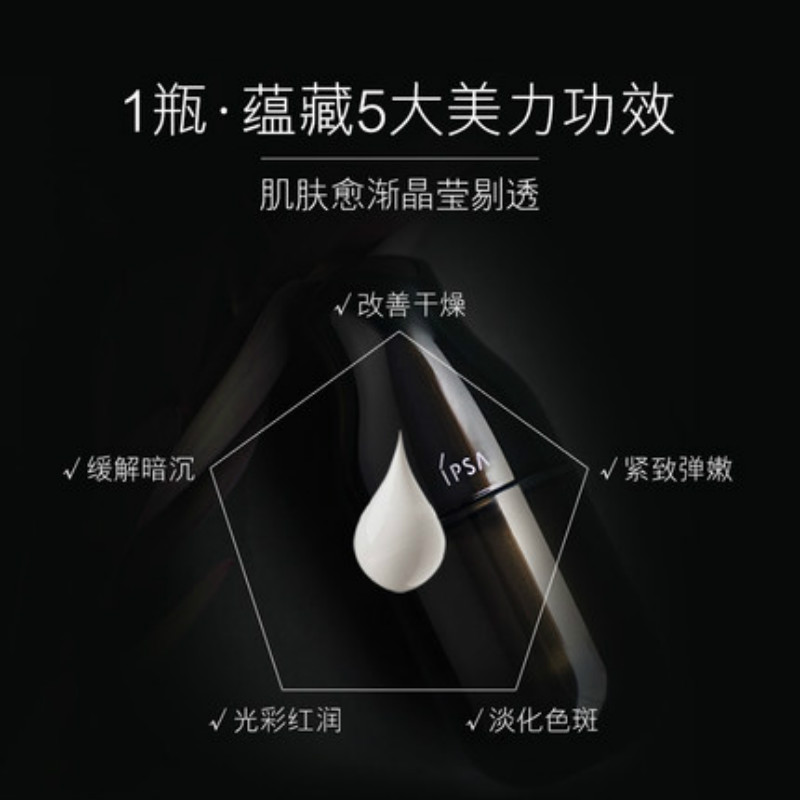 1瓶·蕴藏5大美力功效
肌肤愈渐晶莹剔透
√改善干燥
√缓解暗沉
IPSA
√紧致弹嫩
√光彩红润
√淡化色斑